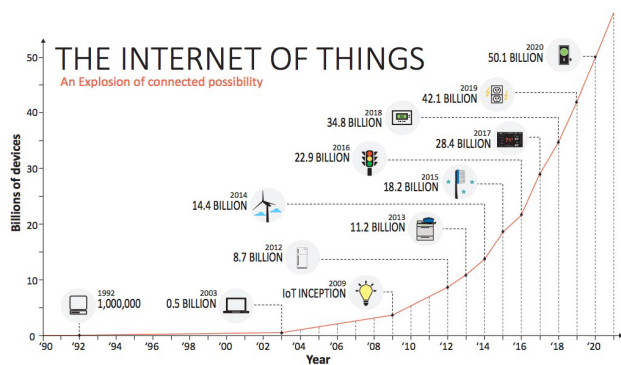 THE INTERNET OF THINGS
An Explosion of connected possibility
2020
50.1 BILLION
2019
42.1 BILLION
2018
34.8 BILLION
2017
28.4 BILLION
2016
22.9 BILLION
2015
18.2 BILLION
2014
14.4 BILLION
2013
11.2 BILLION
2012
8.7 BILLION
2009
IoT INCEPTION
2003
0.5 BILLION
1992
1,000,000
Billions of devices
50
40
30
20
10
0
'90 '92 '94 '96 '98 '00 '02 '04 '06 '08 '10 '12 '14 '16 '18 '20
Year